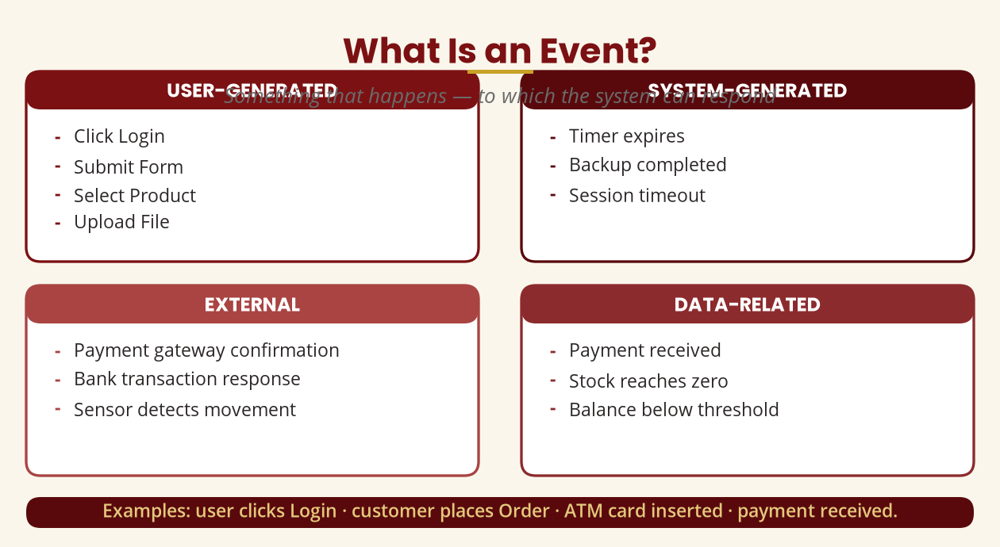 What Is an Event?
Something that happens — to which the system can respond
USER-GENERATED
- Click Login
- Submit Form
- Select Product
- Upload File
SYSTEM-GENERATED
- Timer expires
- Backup completed
- Session timeout
EXTERNAL
- Payment gateway confirmation
- Bank transaction response
- Sensor detects movement
DATA-RELATED
- Payment received
- Stock reaches zero
- Balance below threshold
Examples: user clicks Login · customer places Order · ATM card inserted · payment received.